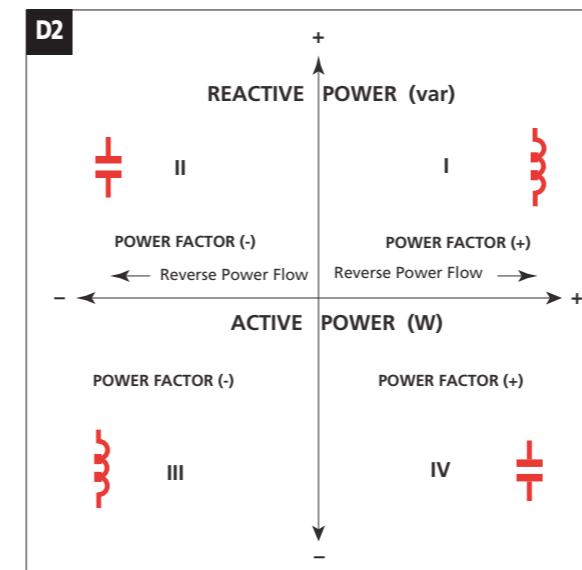 D2
+
REACTIVE POWER (var)
II
I
POWER FACTOR (-)
POWER FACTOR (+)
Reverse Power Flow
Reverse Power Flow
–
+
ACTIVE POWER (W)
POWER FACTOR (-)
POWER FACTOR (+)
III
IV
–